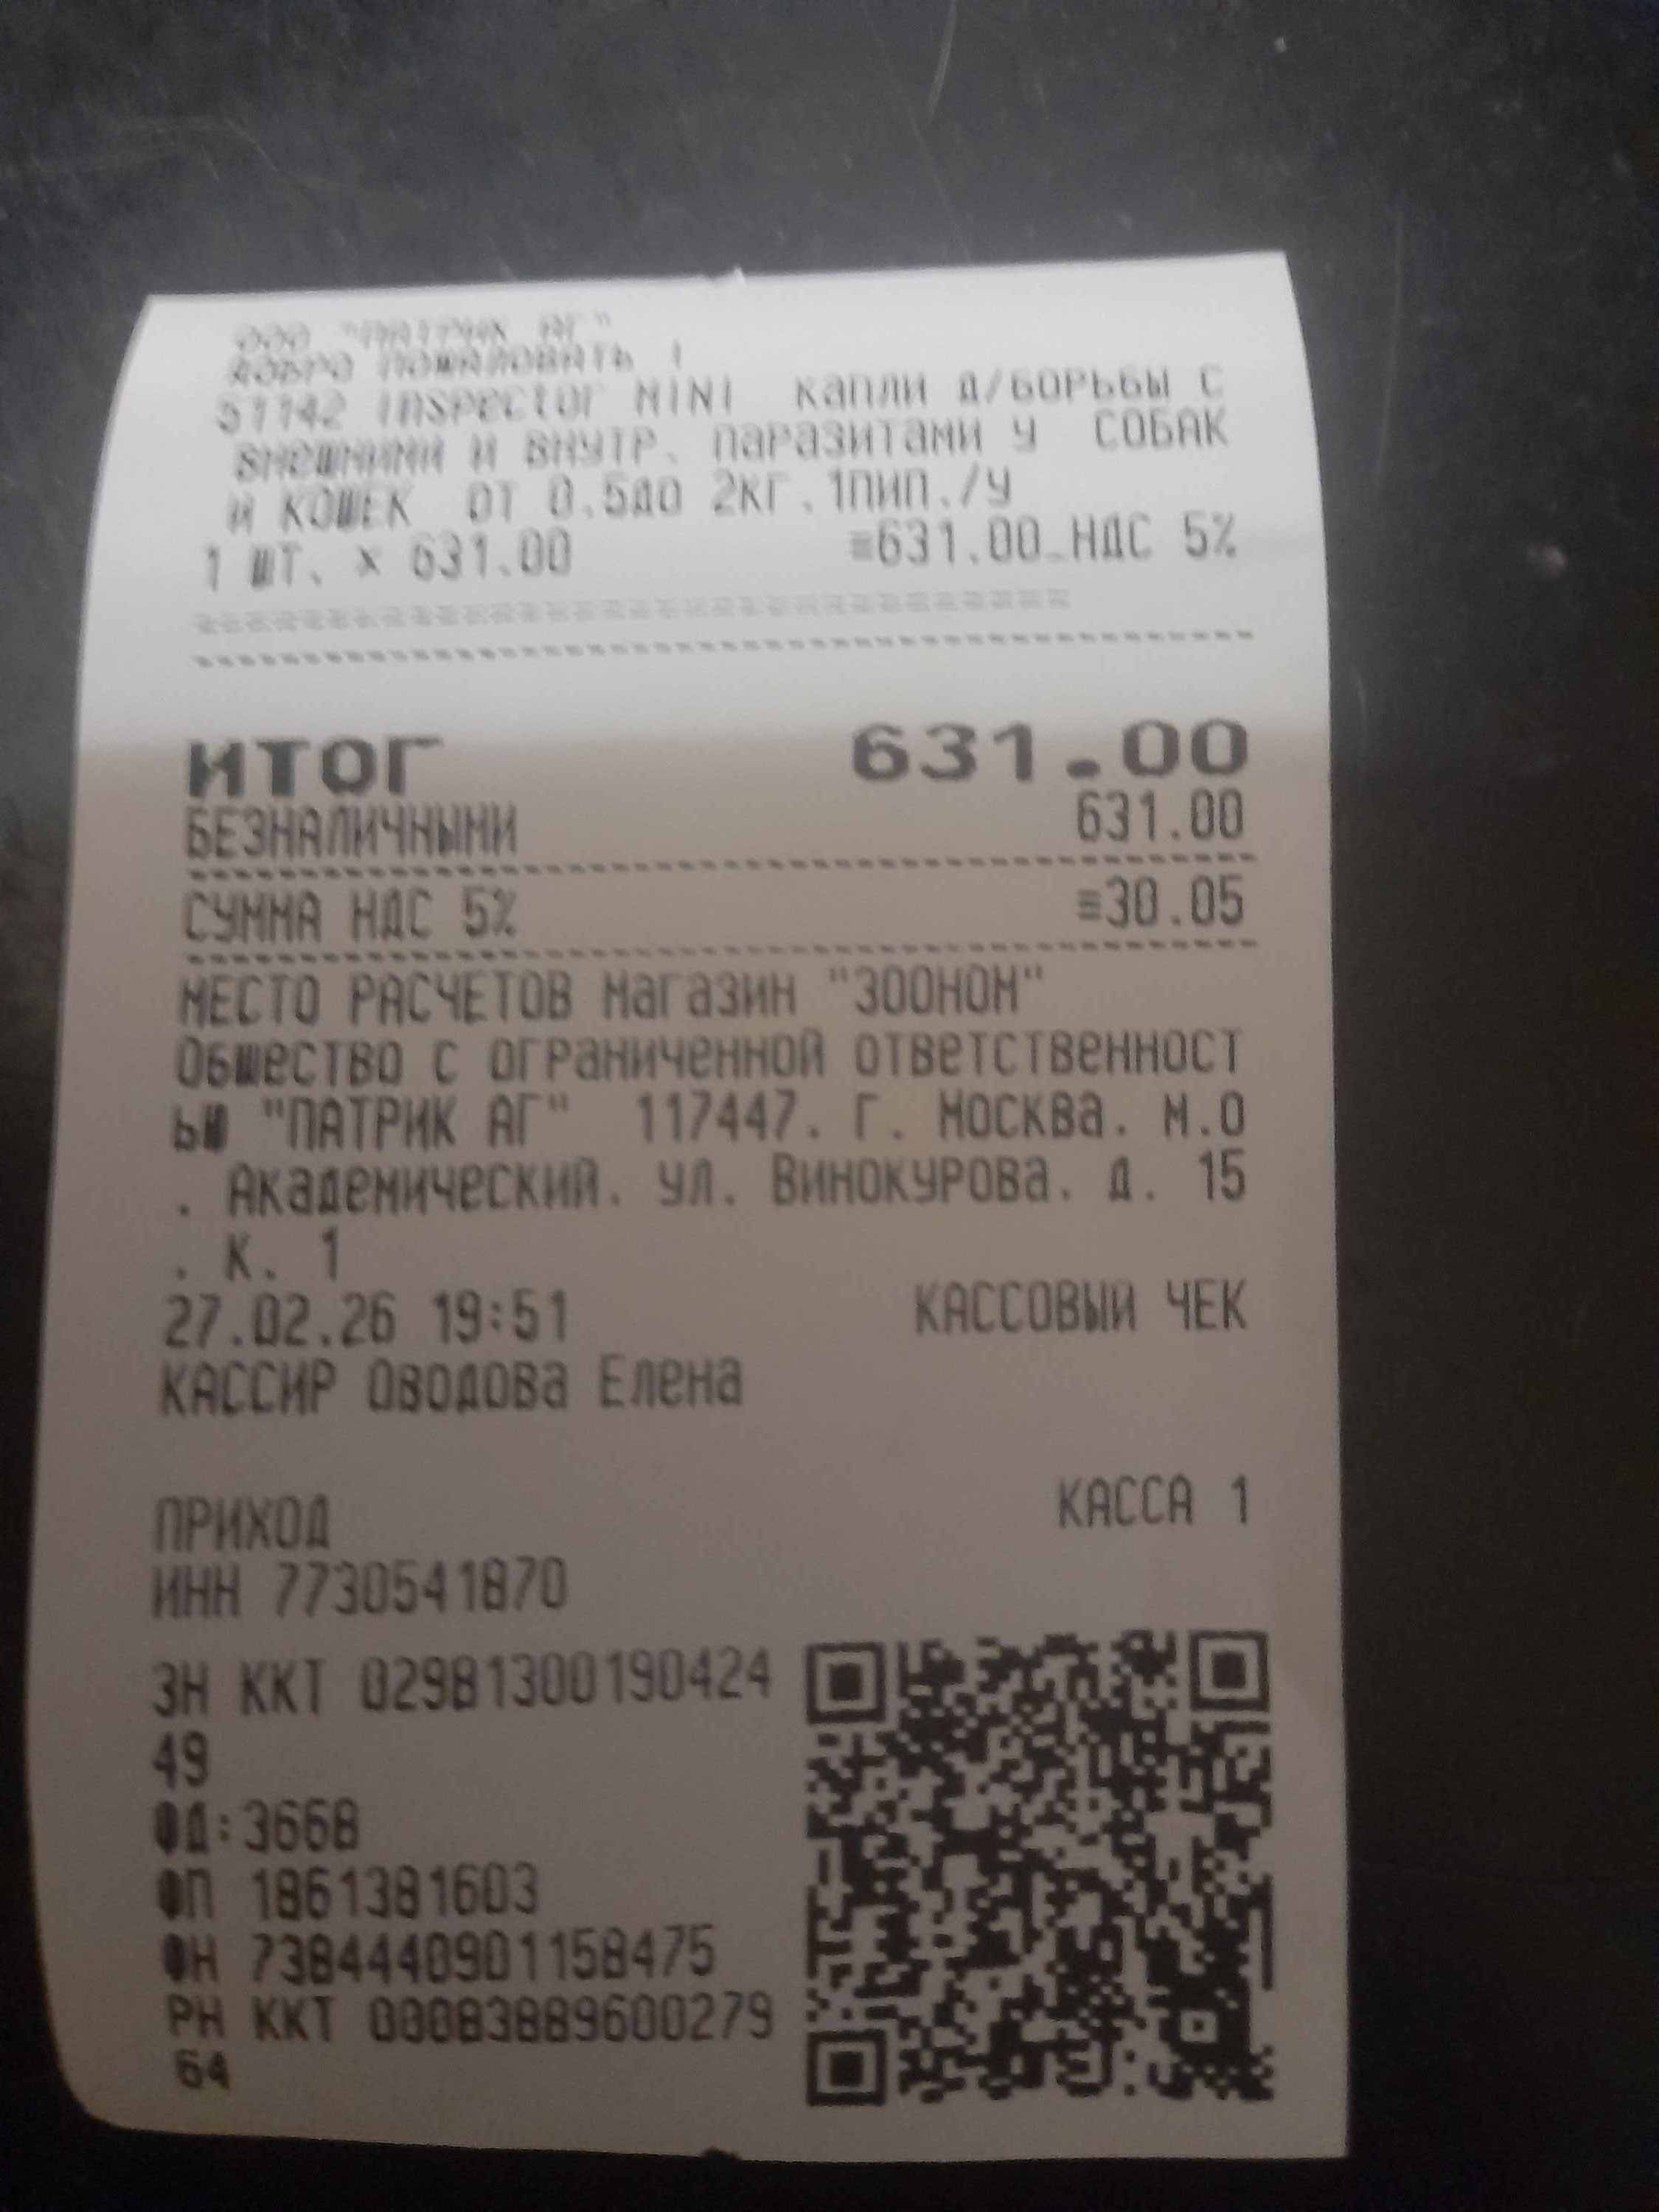 ООО "ПАТРИК АГ"
ДОБРО ПОЖАЛОВАТЬ !
51142 Inspector MINI капли д/БОРЬБЫ С
ВНЕШНИМИ И ВНУТР. паразитами у СОБАК
И КОШЕК ОТ 0.5до 2КГ.1ПИП./У
1 ШТ. x 631.00 ≡631.00_НДС 5%
ИТОГ 631.00
БЕЗНАЛИЧНЫМИ 631.00
СУММА НДС 5% ≡30.05
МЕСТО РАСЧЕТОВ Магазин "ЗООНОМ"
Общество с ограниченной ответственност
ью "ПАТРИК АГ" 117447. Г. Москва. М.О
. Академический. ул. Винокурова. д. 15
. К. 1
27.02.26 19:51 КАССОВЫЙ ЧЕК
КАССИР Оводова Елена
ПРИХОД КАССА 1
ИНН 7730541870
ЗН ККТ 02981300190424
49
ФД:3668
ФП 1861381603
ФН 7384440901158475
РН ККТ 00083889600279
64